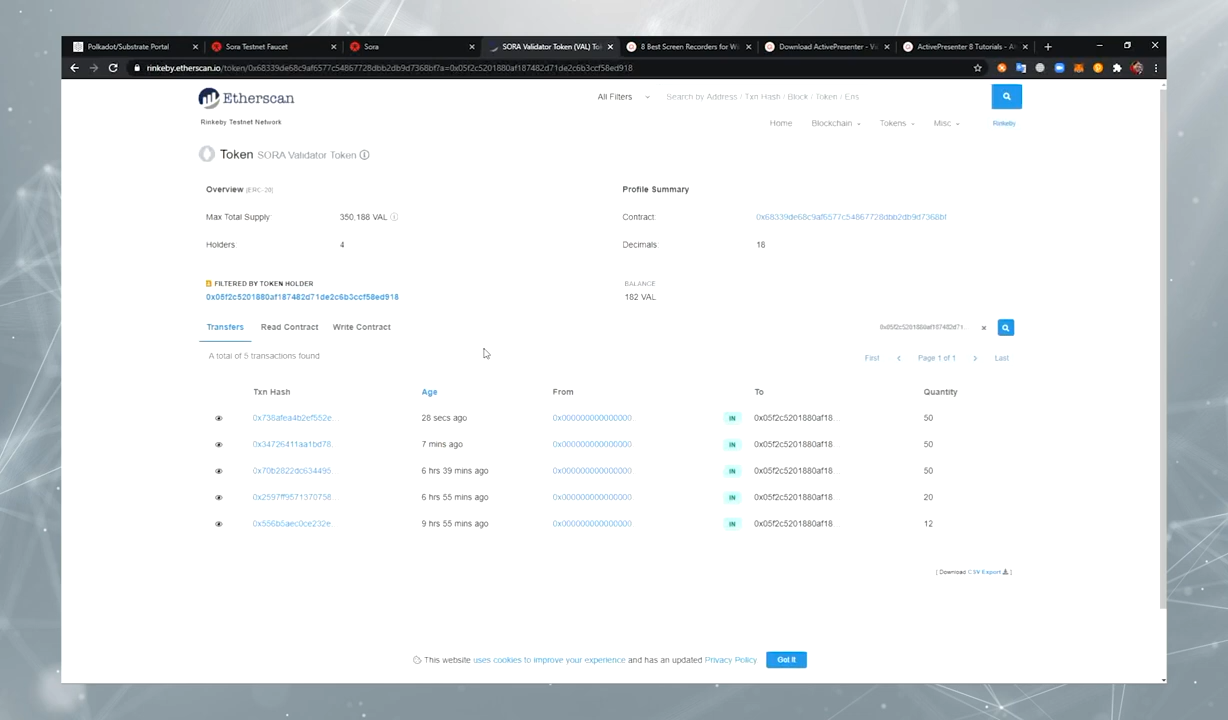 Polkadot/Substrate Portal
Sora Testnet Faucet
Sora
SORA Validator Token (VAL) To
8 Best Screen Recorders for W
Download ActivePresenter - V
ActivePresenter 8 Tutorials - A
rinkeby.etherscan.io/token/0x68339de68c9af6577c54867728dbb2db9d7368bf?a=0x05f2c5201880af187482d71de2c6b3ccf58ed918
Etherscan
All Filters
Search by Address / Txn Hash / Block / Token / Ens
Rinkeby Testnet Network
Home Blockchain Tokens Misc Rinkeby
Token SORA Validator Token
Overview [ERC-20]
Profile Summary
Max Total Supply: 350,188 VAL
Contract: 0x68339de68c9af6577c54867728dbb2db9d7368bf
Holders: 4
Decimals: 18
FILTERED BY TOKEN HOLDER
BALANCE
0x05f2c5201880af187482d71de2c6b3ccf58ed918
182 VAL
Transfers Read Contract Write Contract
0x05f2c5201880af187482d71...
A total of 5 transactions found
First Page 1 of 1 Last
Txn Hash Age From To Quantity
0x738afea4b2ef552e... 28 secs ago 0x000000000000000... IN 0x05f2c5201880af18... 50
0x34726411aa1bd78... 7 mins ago 0x000000000000000... IN 0x05f2c5201880af18... 50
0x70b2822dc634495... 6 hrs 39 mins ago 0x000000000000000... IN 0x05f2c5201880af18... 50
0x2597ff9571370758... 6 hrs 55 mins ago 0x000000000000000... IN 0x05f2c5201880af18... 20
0x556b5aec0ce232e... 9 hrs 55 mins ago 0x000000000000000... IN 0x05f2c5201880af18... 12
[ Download CSV Export ]
This website uses cookies to improve your experience and has an updated Privacy Policy
Got It